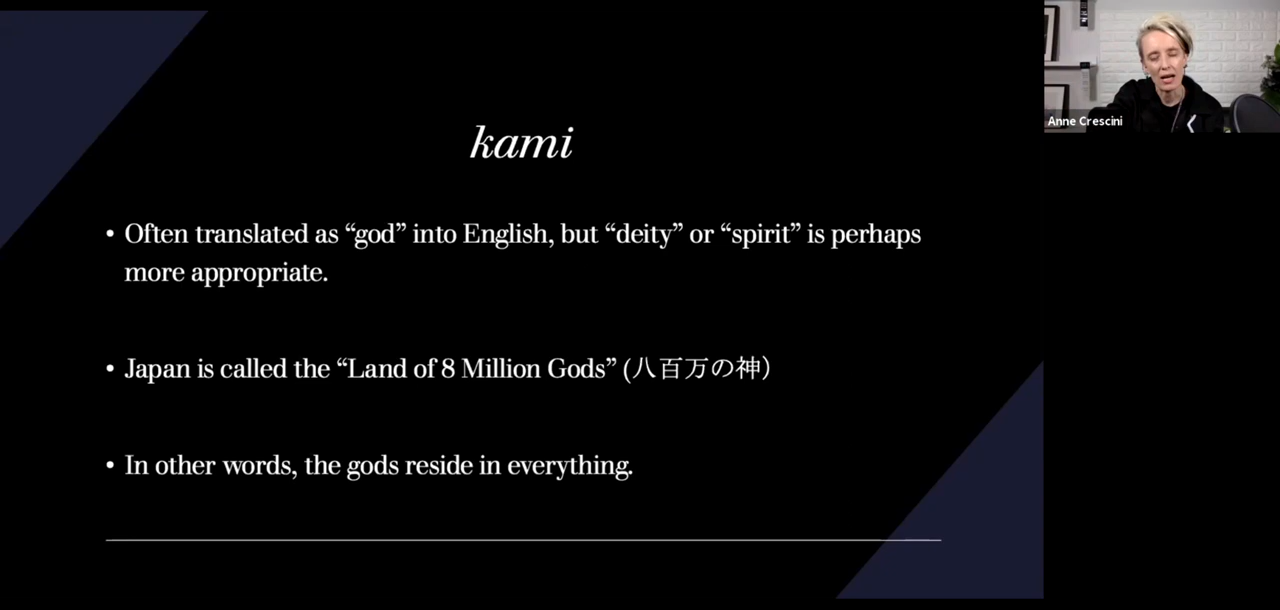 kami
• Often translated as “god” into English, but “deity” or “spirit” is perhaps
more appropriate.
• Japan is called the “Land of 8 Million Gods” (八百万の神）
• In other words, the gods reside in everything.
Anne Crescini